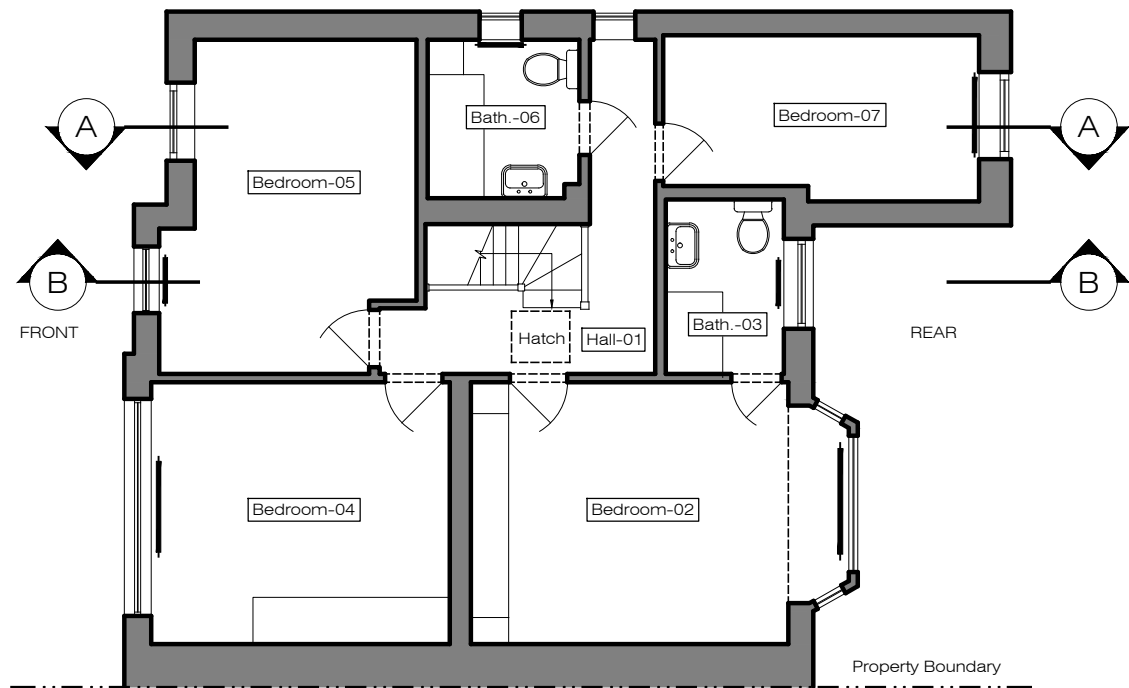 Bath.-06
Bedroom-07
A
A
Bedroom-05
B
B
FRONT
Bath.-03
REAR
Hatch
Hall-01
Bedroom-04
Bedroom-02
Property Boundary